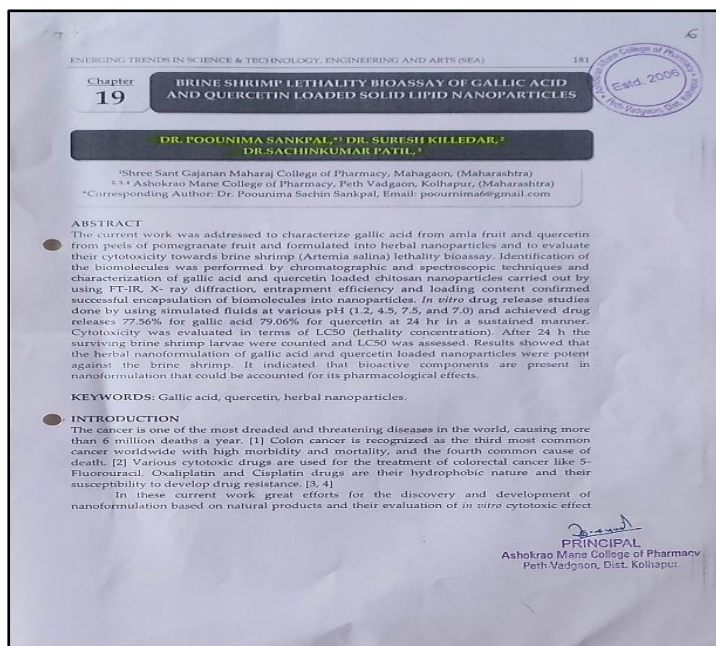 6
EMERGING TRENDS IN SCIENCE & TECHNOLOGY, ENGINEERING AND ARTS (SEA) 181
Ashokrao Mane College of Pharmacy
Estd. 2006
Peth-Vadgaon, Dist. Kolhapur
Chapter
19
BRINE SHRIMP LETHALITY BIOASSAY OF GALLIC ACID
AND QUERCETIN LOADED SOLID LIPID NANOPARTICLES
DR. POOUNIMA SANKPAL,*¹ DR. SURESH KILLEDAR,²
DR.SACHINKUMAR PATIL,³
¹Shree Sant Gajanan Maharaj College of Pharmacy, Mahagaon, (Maharashtra)
²,³,⁴ Ashokrao Mane College of Pharmacy, Peth Vadgaon, Kolhapur, (Maharashtra)
*Corresponding Author: Dr. Poounima Sachin Sankpal, Email: poournima6@gmail.com
ABSTRACT
The current work was addressed to characterize gallic acid from amla fruit and quercetin
from peels of pomegranate fruit and formulated into herbal nanoparticles and to evaluate
their cytotoxicity towards brine shrimp (Artemia salina) lethality bioassay. Identification of
the biomolecules was performed by chromatographic and spectroscopic techniques and
characterization of gallic acid and quercetin loaded chitosan nanoparticles carried out by
using FT-IR, X- ray diffraction, entrapment efficiency and loading content confirmed
successful encapsulation of biomolecules into nanoparticles. In vitro drug release studies
done by using simulated fluids at various pH (1.2, 4.5, 7.5, and 7.0) and achieved drug
releases 77.56% for gallic acid 79.06% for quercetin at 24 hr in a sustained manner.
Cytotoxicity was evaluated in terms of LC50 (lethality concentration). After 24 h the
surviving brine shrimp larvae were counted and LC50 was assessed. Results showed that
the herbal nanoformulation of gallic acid and quercetin loaded nanoparticles were potent
against the brine shrimp. It indicated that bioactive components are present in
nanoformulation that could be accounted for its pharmacological effects.
KEYWORDS: Gallic acid, quercetin, herbal nanoparticles.
INTRODUCTION
The cancer is one of the most dreaded and threatening diseases in the world, causing more
than 6 million deaths a year. [1] Colon cancer is recognized as the third most common
cancer worldwide with high morbidity and mortality, and the fourth common cause of
death. [2] Various cytotoxic drugs are used for the treatment of colorectal cancer like 5-
Fluorouracil, Oxaliplatin and Cisplatin drugs are their hydrophobic nature and their
susceptibility to develop drug resistance. [3, 4]
In these current work great efforts for the discovery and development of
nanoformulation based on natural products and their evaluation of in vitro cytotoxic effect
PRINCIPAL
Ashokrao Mane College of Pharmacy
Peth-Vadgaon, Dist. Kolhapur